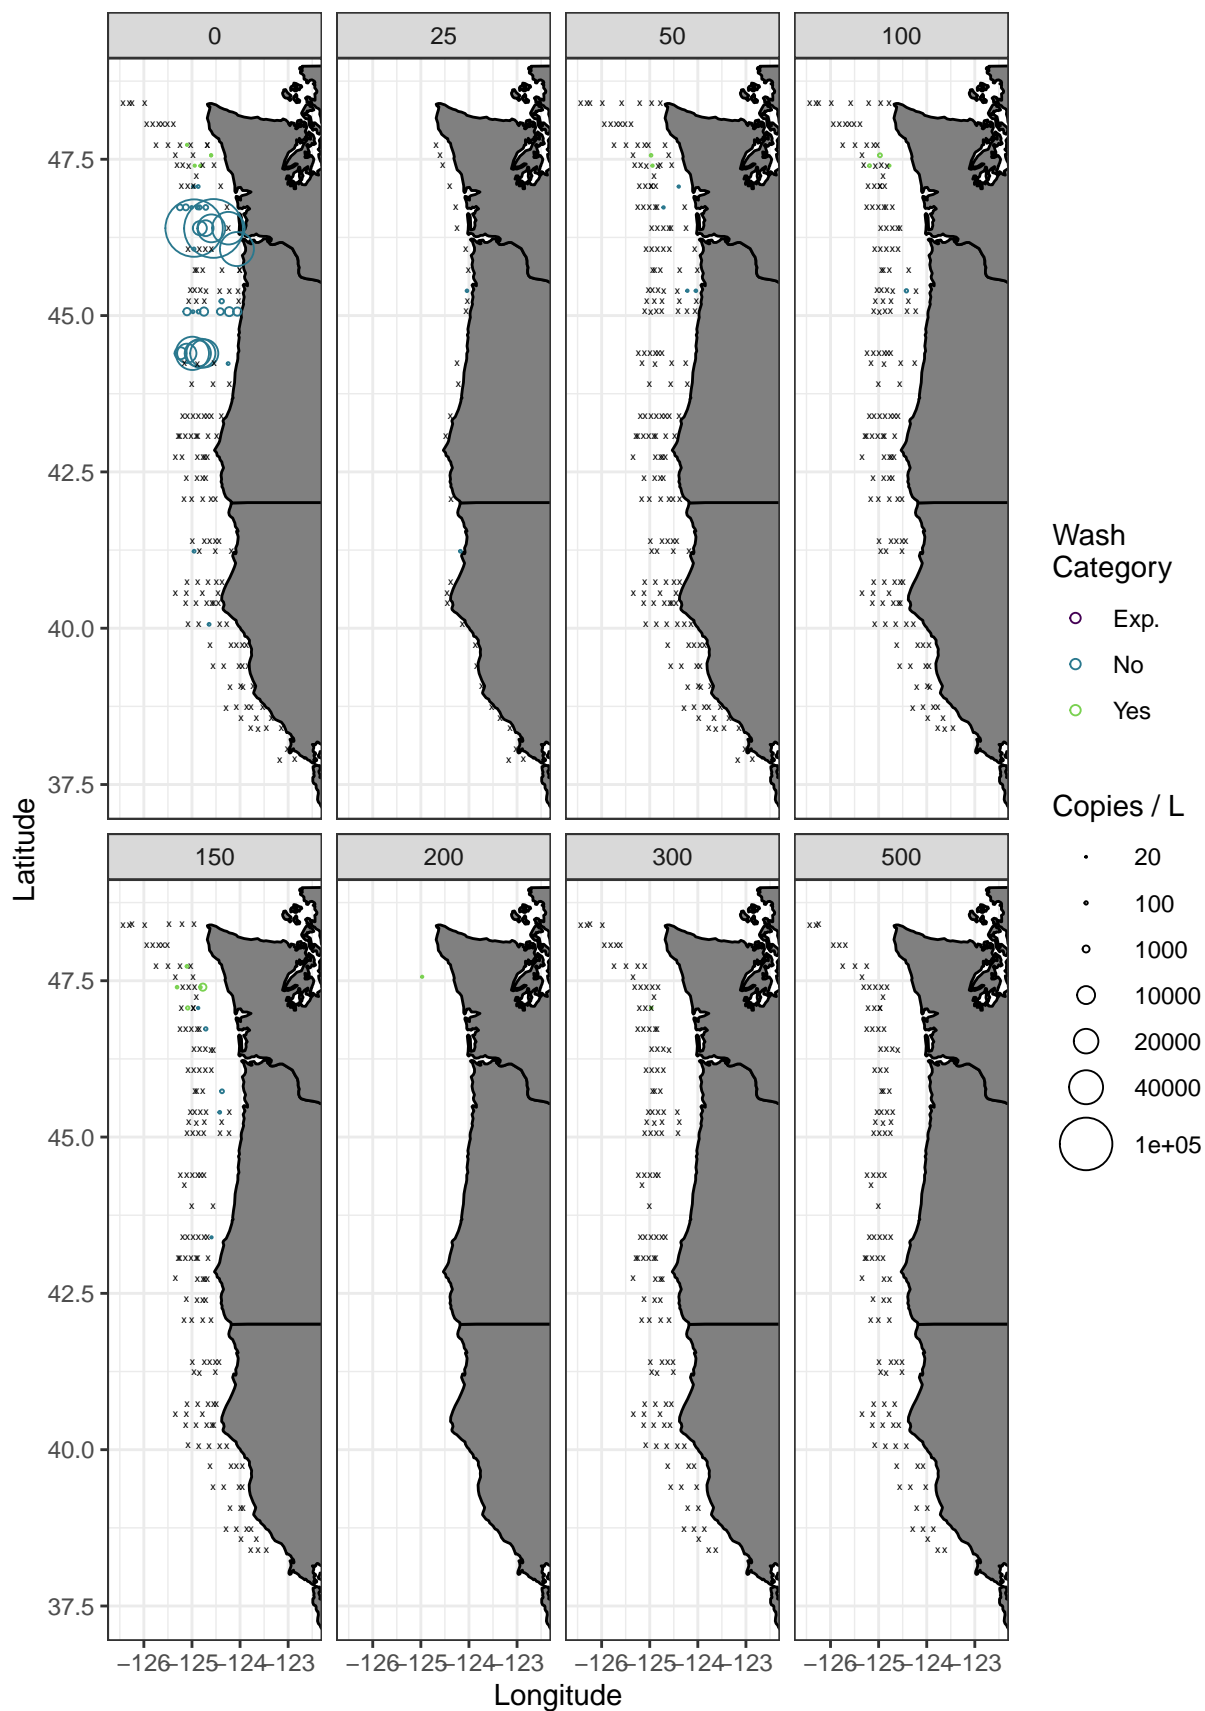 0 25 50 100
47.5
45.0
42.5
40.0
37.5
150 200 300 500
47.5
45.0
42.5
40.0
37.5
−126 −125 −124 −123 −126 −125 −124 −123 −126 −125 −124 −123 −126 −125 −124 −123
Longitude
Latitude
Wash
Category
Exp.
No
Yes
Copies / L
20
100
1000
10000
20000
40000
1e+05